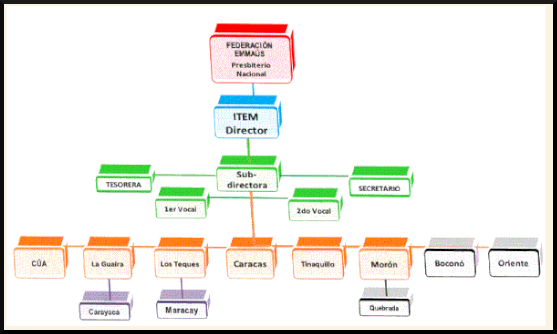 FEDERACIÓN
EMMAÚS
Presbiterio
Nacional
ITEM
Director
Sub-
directora
TESORERA
SECRETARIO
1er Vocal
2do Vocal
CÚA
La Guaira
Los Teques
Caracas
Tinaquillo
Morón
Boconó
Oriente
Carayaca
Maracay
Quebrada